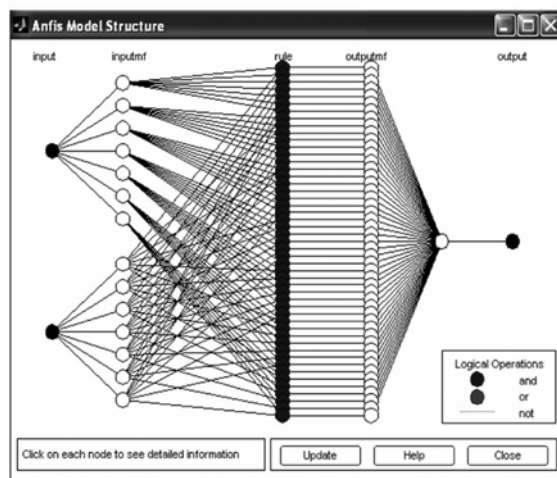 Anfis Model Structure
input inputmf rule outputmf output
Logical Operations
and
or
not
Click on each node to see detailed information
Update Help Close